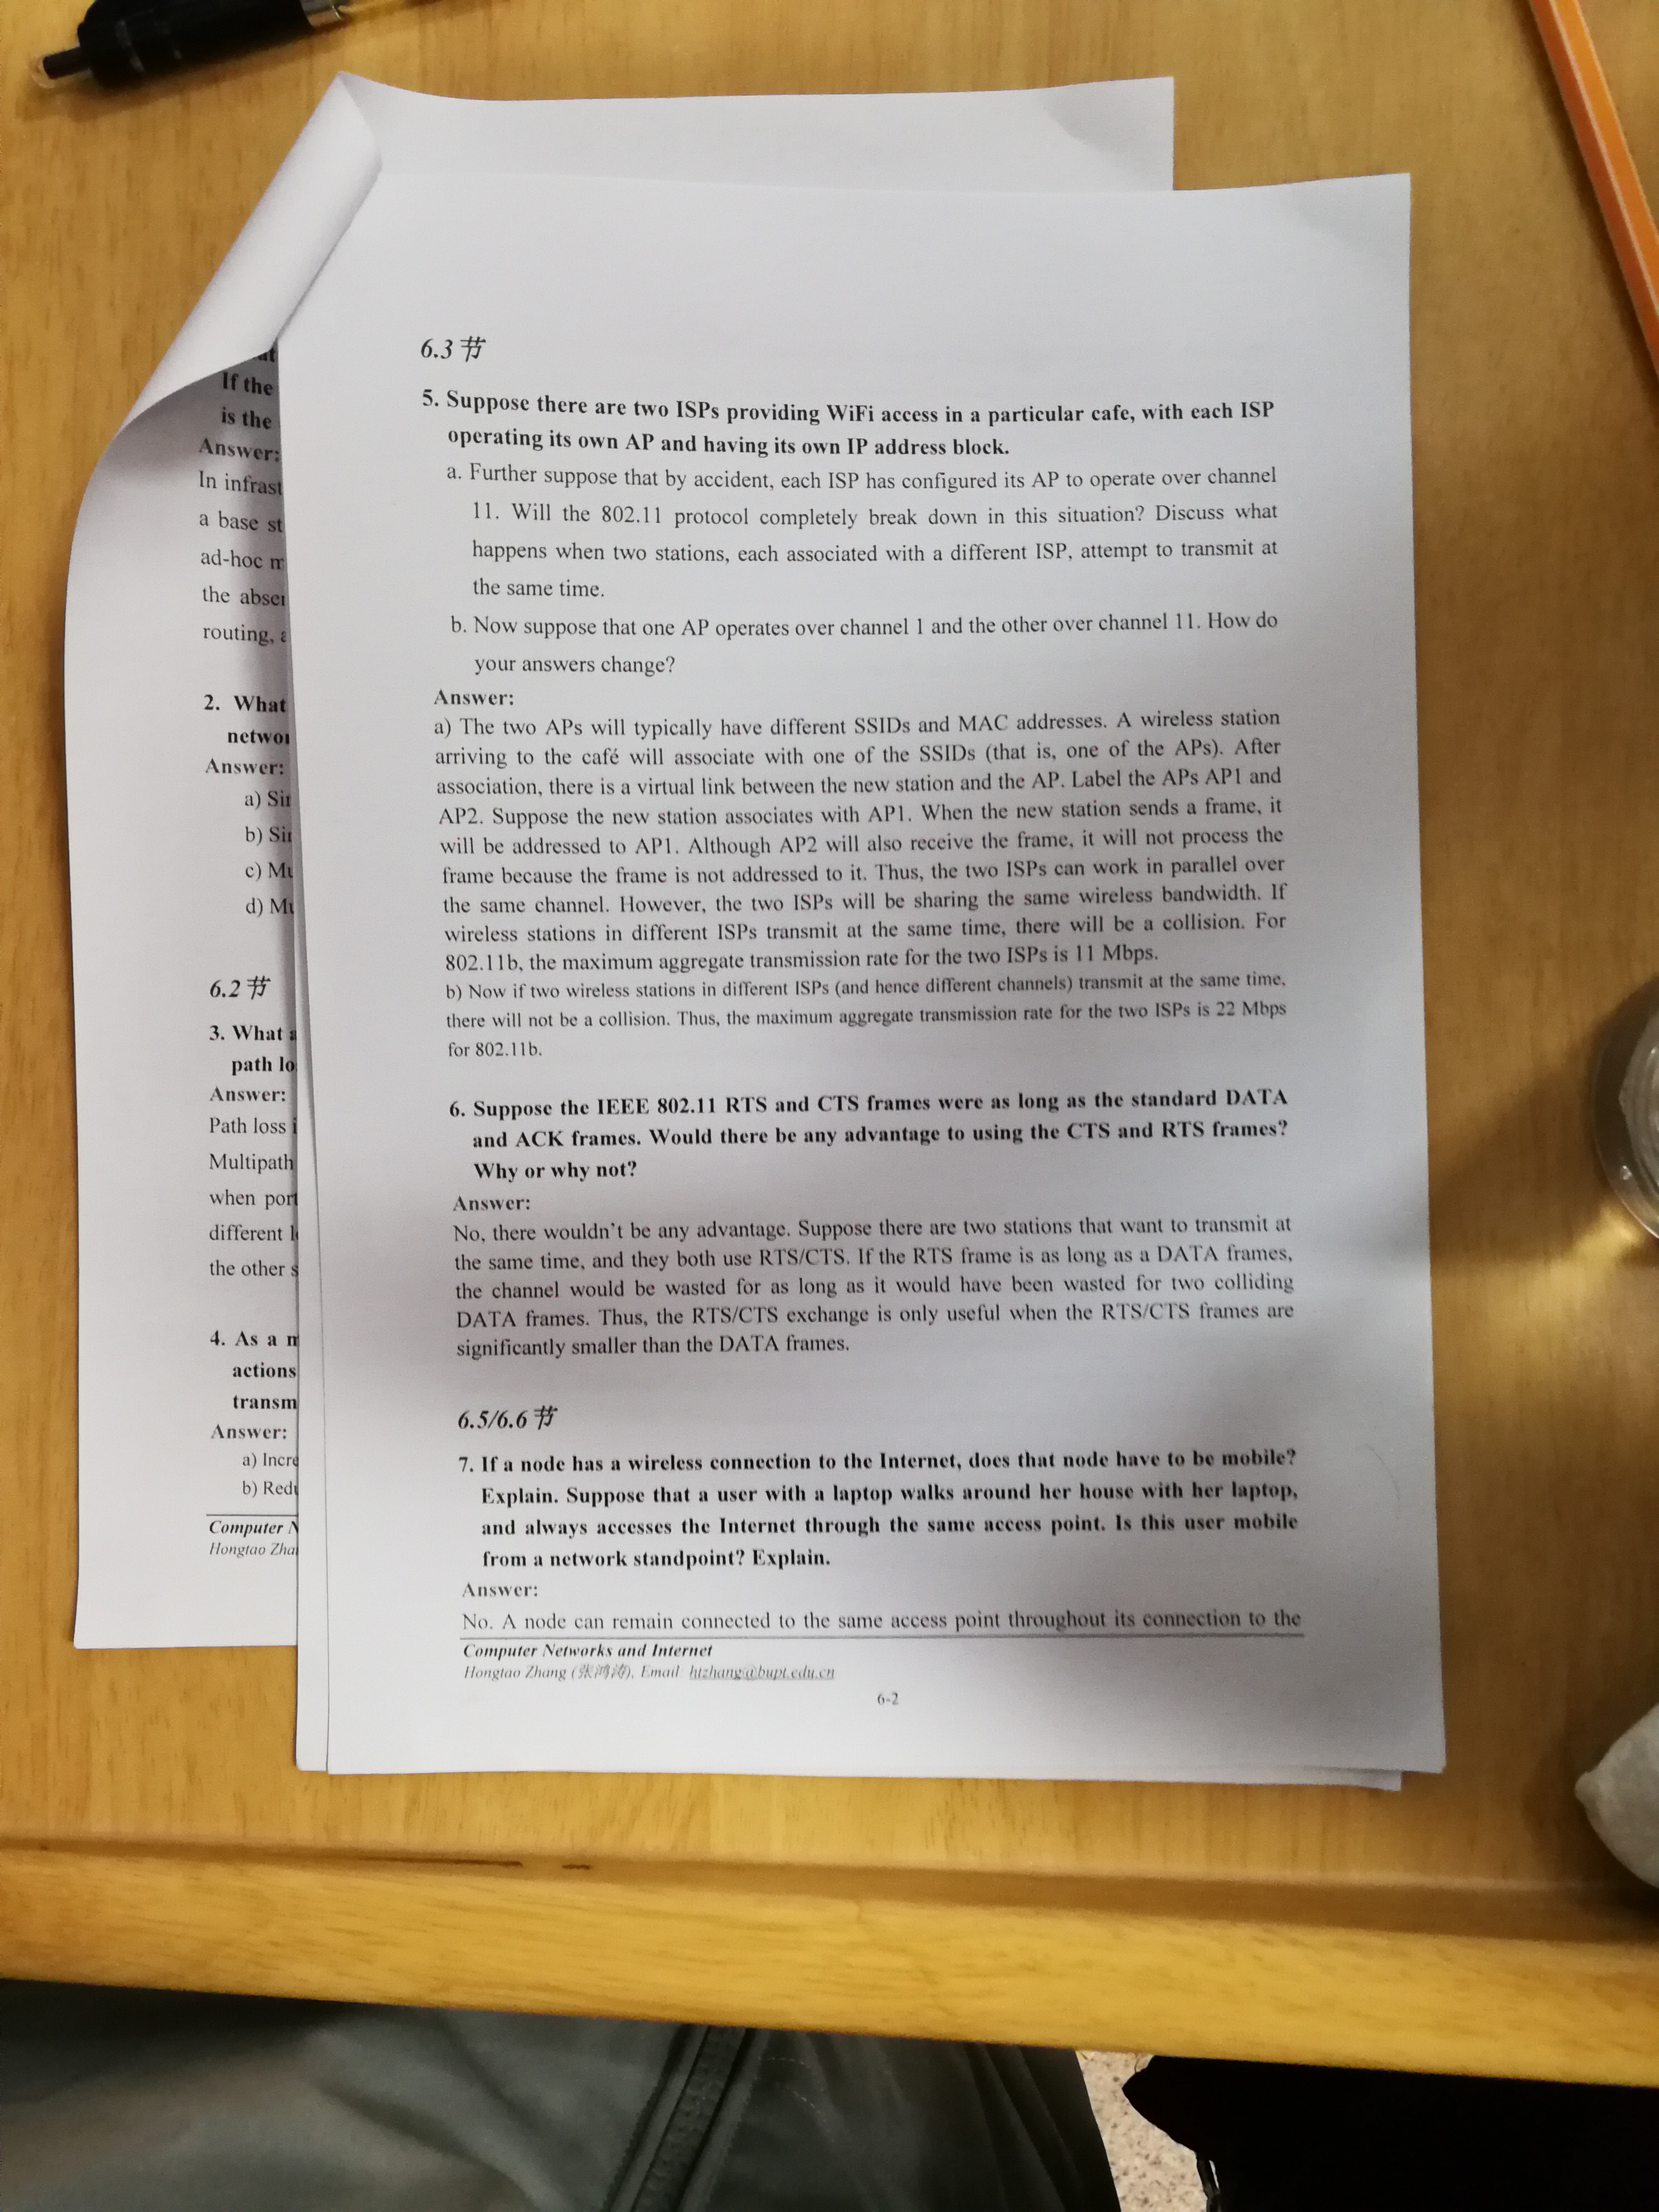 6.3 节
5. Suppose there are two ISPs providing WiFi access in a particular cafe, with each ISP
operating its own AP and having its own IP address block.
a. Further suppose that by accident, each ISP has configured its AP to operate over channel
11. Will the 802.11 protocol completely break down in this situation? Discuss what
happens when two stations, each associated with a different ISP, attempt to transmit at
the same time.
b. Now suppose that one AP operates over channel 1 and the other over channel 11. How do
your answers change?
Answer:
a) The two APs will typically have different SSIDs and MAC addresses. A wireless station
arriving to the café will associate with one of the SSIDs (that is, one of the APs). After
association, there is a virtual link between the new station and the AP. Label the APs AP1 and
AP2. Suppose the new station associates with AP1. When the new station sends a frame, it
will be addressed to AP1. Although AP2 will also receive the frame, it will not process the
frame because the frame is not addressed to it. Thus, the two ISPs can work in parallel over
the same channel. However, the two ISPs will be sharing the same wireless bandwidth. If
wireless stations in different ISPs transmit at the same time, there will be a collision. For
802.11b, the maximum aggregate transmission rate for the two ISPs is 11 Mbps.
b) Now if two wireless stations in different ISPs (and hence different channels) transmit at the same time,
there will not be a collision. Thus, the maximum aggregate transmission rate for the two ISPs is 22 Mbps
for 802.11b.
6. Suppose the IEEE 802.11 RTS and CTS frames were as long as the standard DATA
and ACK frames. Would there be any advantage to using the CTS and RTS frames?
Why or why not?
Answer:
No, there wouldn't be any advantage. Suppose there are two stations that want to transmit at
the same time, and they both use RTS/CTS. If the RTS frame is as long as a DATA frames,
the channel would be wasted for as long as it would have been wasted for two colliding
DATA frames. Thus, the RTS/CTS exchange is only useful when the RTS/CTS frames are
significantly smaller than the DATA frames.
6.5/6.6 节
7. If a node has a wireless connection to the Internet, does that node have to be mobile?
Explain. Suppose that a user with a laptop walks around her house with her laptop,
and always accesses the Internet through the same access point. Is this user mobile
from a network standpoint? Explain.
Answer:
No. A node can remain connected to the same access point throughout its connection to the
Computer Networks and Internet
Hongtao Zhang (张鸿涛), Email: htzhang@bupt.edu.cn
6-2
If the
is the
Answer:
In infrast
a base st
ad-hoc
the
routing,
2. What
Answer:
a)
b)
c)
d)
6.2 节
3. What
path lo
Answer:
Path loss
Multipath
when
different
the other
4. As a
actions
transm
Answer:
a) Incre
b)
Computer
Hongtao